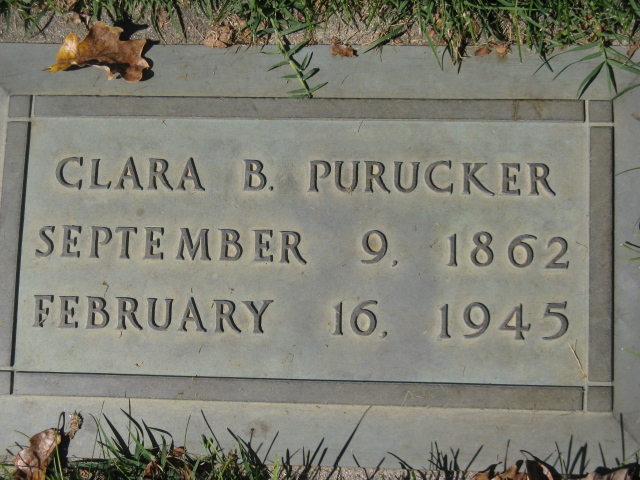 CLARA B. PURUCKER
SEPTEMBER 9, 1862
FEBRUARY 16, 1945